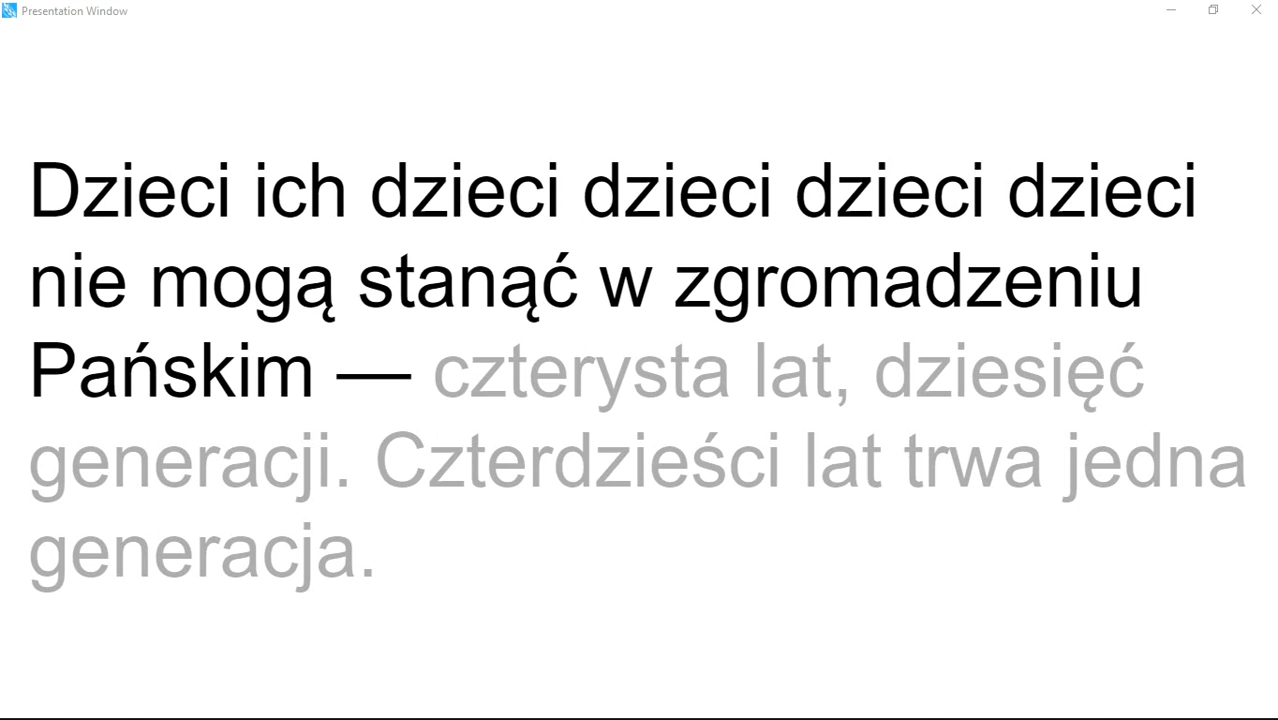 Presentation Window
Dzieci ich dzieci dzieci dzieci dzieci
nie mogą stanąć w zgromadzeniu
Pańskim — czterysta lat, dziesięć
generacji. Czterdzieści lat trwa jedna
generacja.